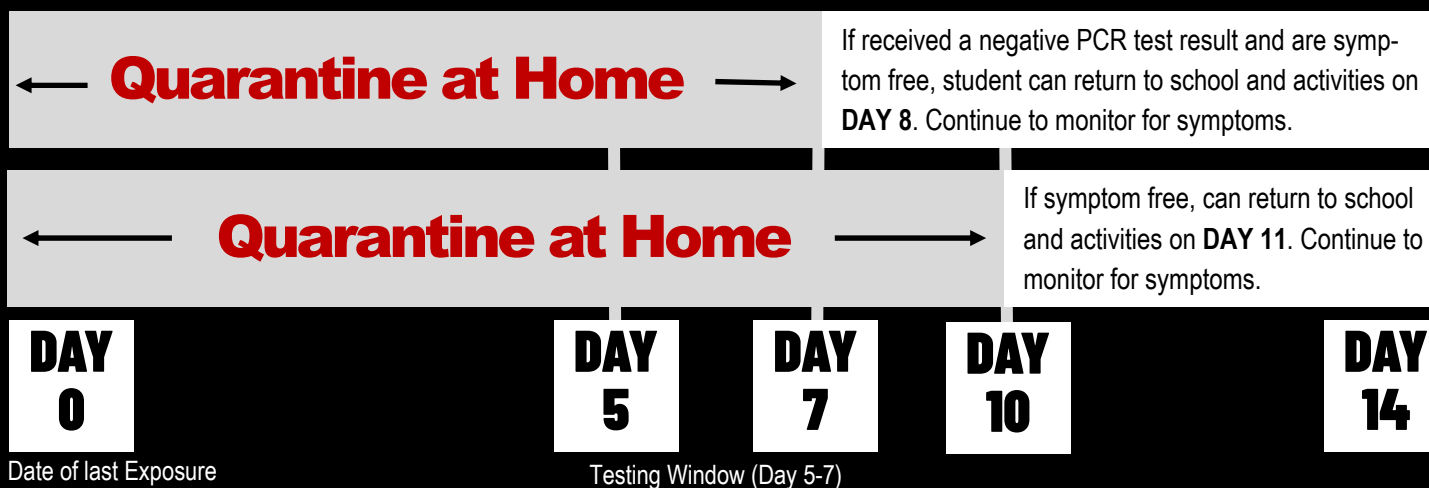 Quarantine at Home
If received a negative PCR test result and are symp-
tom free, student can return to school and activities on
DAY 8. Continue to monitor for symptoms.
Quarantine at Home
If symptom free, can return to school
and activities on DAY 11. Continue to
monitor for symptoms.
DAY
0
DAY
5
DAY
7
DAY
10
DAY
14
Date of last Exposure
Testing Window (Day 5-7)